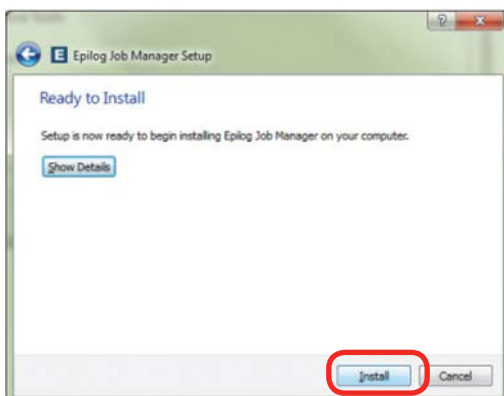 Epilog Job Manager Setup
Ready to Install
Setup is now ready to begin installing Epilog Job Manager on your computer.
Show Details
Install Cancel